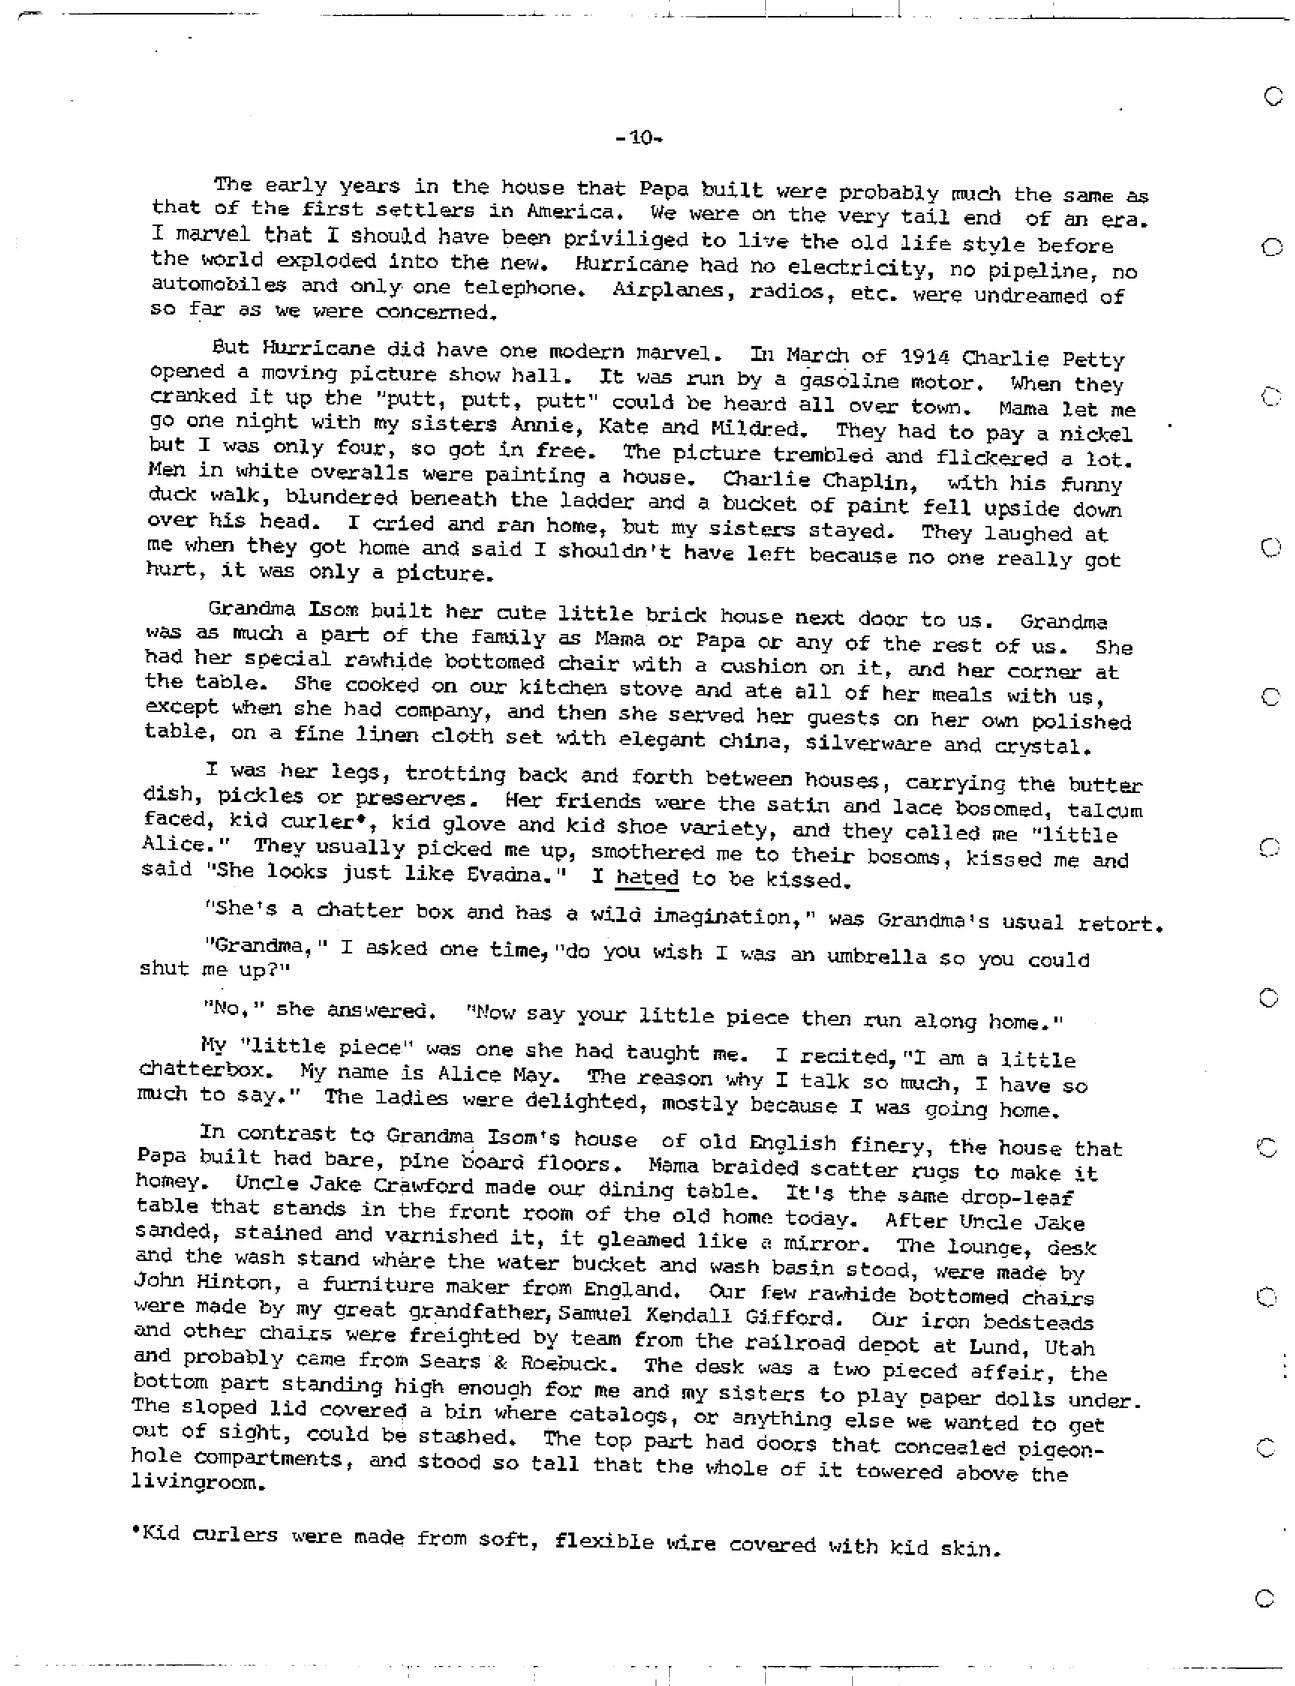 -10-
The early years in the house that Papa built were probably much the same as
that of the first settlers in America. We were on the very tail end of an era.
I marvel that I should have been priviliged to live the old life style before
the world exploded into the new. Hurricane had no electricity, no pipeline, no
automobiles and only one telephone. Airplanes, radios, etc. were undreamed of
so far as we were concerned.
But Hurricane did have one modern marvel. In March of 1914 Charlie Petty
opened a moving picture show hall. It was run by a gasoline motor. When they
cranked it up the "putt, putt, putt" could be heard all over town. Mama let me
go one night with my sisters Annie, Kate and Mildred. They had to pay a nickel
but I was only four, so got in free. The picture trembled and flickered a lot.
Men in white overalls were painting a house. Charlie Chaplin, with his funny
duck walk, blundered beneath the ladder and a bucket of paint fell upside down
over his head. I cried and ran home, but my sisters stayed. They laughed at
me when they got home and said I shouldn't have left because no one really got
hurt, it was only a picture.
Grandma Isom built her cute little brick house next door to us. Grandma
was as much a part of the family as Mama or Papa or any of the rest of us. She
had her special rawhide bottomed chair with a cushion on it, and her corner at
the table. She cooked on our kitchen stove and ate all of her meals with us,
except when she had company, and then she served her guests on her own polished
table, on a fine linen cloth set with elegant china, silverware and crystal.
I was her legs, trotting back and forth between houses, carrying the butter
dish, pickles or preserves. Her friends were the satin and lace bosomed, talcum
faced, kid curler*, kid glove and kid shoe variety, and they called me "little
Alice." They usually picked me up, smothered me to their bosoms, kissed me and
said "She looks just like Evadna." I hated to be kissed.
"She's a chatter box and has a wild imagination," was Grandma's usual retort.
"Grandma," I asked one time, "do you wish I was an umbrella so you could
shut me up?"
"No," she answered. "Now say your little piece then run along home."
My "little piece" was one she had taught me. I recited, "I am a little
chatterbox. My name is Alice May. The reason why I talk so much, I have so
much to say." The ladies were delighted, mostly because I was going home.
In contrast to Grandma Isom's house of old English finery, the house that
Papa built had bare, pine board floors. Mama braided scatter rugs to make it
homey. Uncle Jake Crawford made our dining table. It's the same drop-leaf
table that stands in the front room of the old home today. After Uncle Jake
sanded, stained and varnished it, it gleamed like a mirror. The lounge, desk
and the wash stand where the water bucket and wash basin stood, were made by
John Hinton, a furniture maker from England. Our few rawhide bottomed chairs
were made by my great grandfather, Samuel Kendall Gifford. Our iron bedsteads
and other chairs were freighted by team from the railroad depot at Lund, Utah
and probably came from Sears & Roebuck. The desk was a two pieced affair, the
bottom part standing high enough for me and my sisters to play paper dolls under.
The sloped lid covered a bin where catalogs, or anything else we wanted to get
out of sight, could be stashed. The top part had doors that concealed pigeon-
hole compartments, and stood so tall that the whole of it towered above the
livingroom.
*Kid curlers were made from soft, flexible wire covered with kid skin.